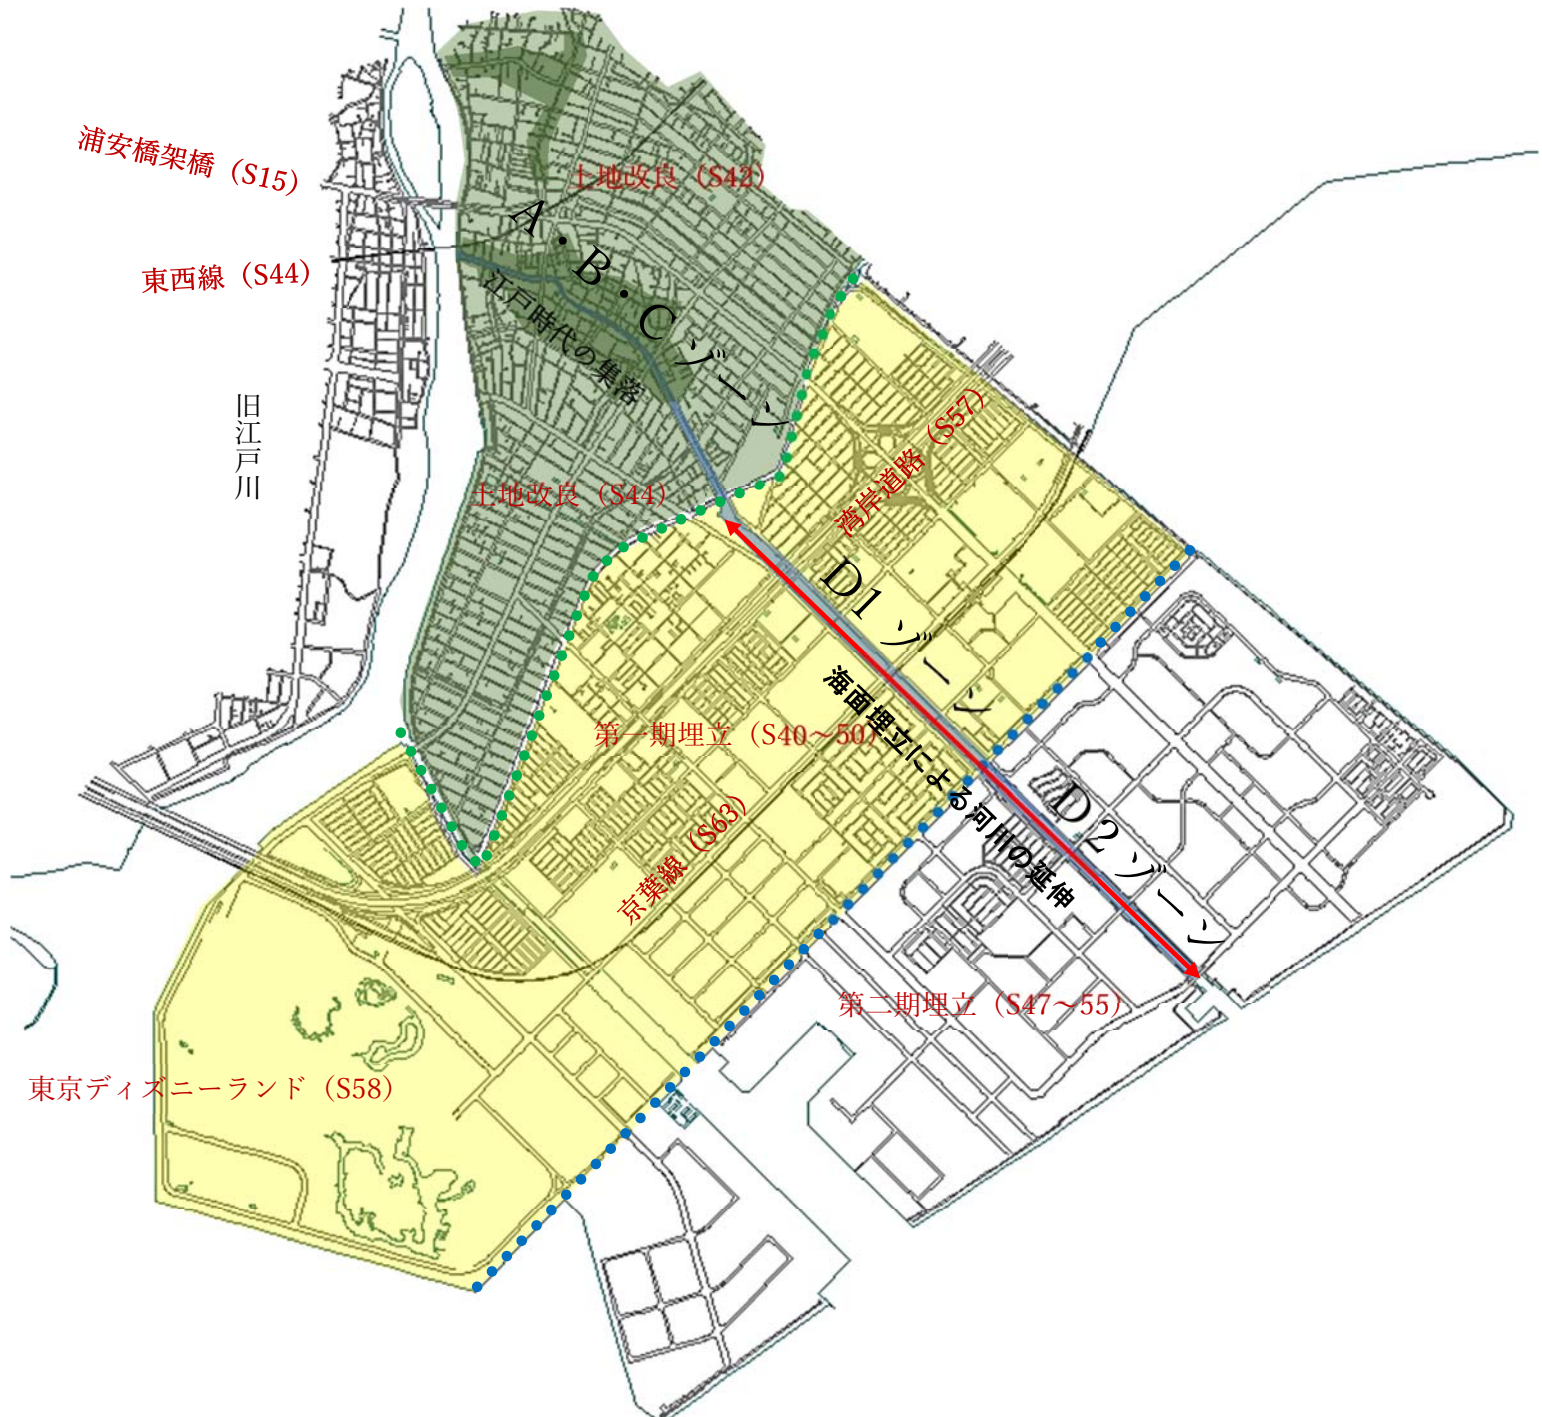 浦安橋架橋（S15）
土地改良（S42）
A・B・Cゾーン
東西線（S44）
江戸時代の集落
旧江戸川
湾岸道路（S57）
土地改良（S44）
D1ゾーン
海面埋立による河川の延伸
第一期埋立（S40～50）
京葉線（S63）
D2ゾーン
第二期埋立（S47～55）
東京ディズニーランド（S58）